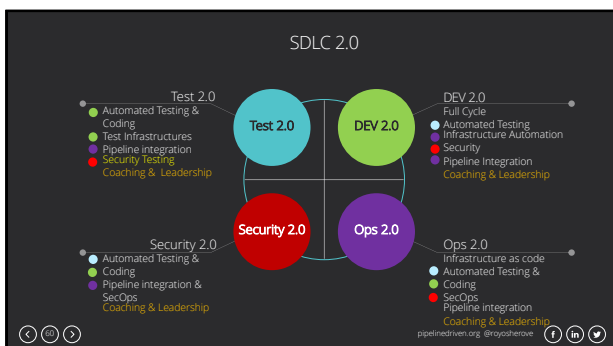 SDLC 2.0
Test 2.0
Automated Testing &
Coding
Test Infrastructures
Pipeline integration
Security Testing
Coaching & Leadership
Test 2.0
DEV 2.0
DEV 2.0
Full Cycle
Automated Testing
Infrastructure Automation
Security
Pipeline Integration
Coaching & Leadership
Security 2.0
Automated Testing &
Coding
Pipeline integration &
SecOps
Coaching & Leadership
Security 2.0
Ops 2.0
Ops 2.0
Infrastructure as code
Automated Testing &
Coding
SecOps
Pipeline integration
Coaching & Leadership
60
pipelinedriven.org @royosherove
f
in